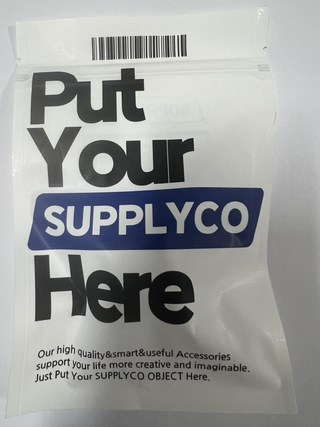 Put
Your
SUPPLYCO
Here
Our high quality&smart&useful Accessories
support your life more creative and imaginable.
Just Put Your SUPPLYCO OBJECT Here.